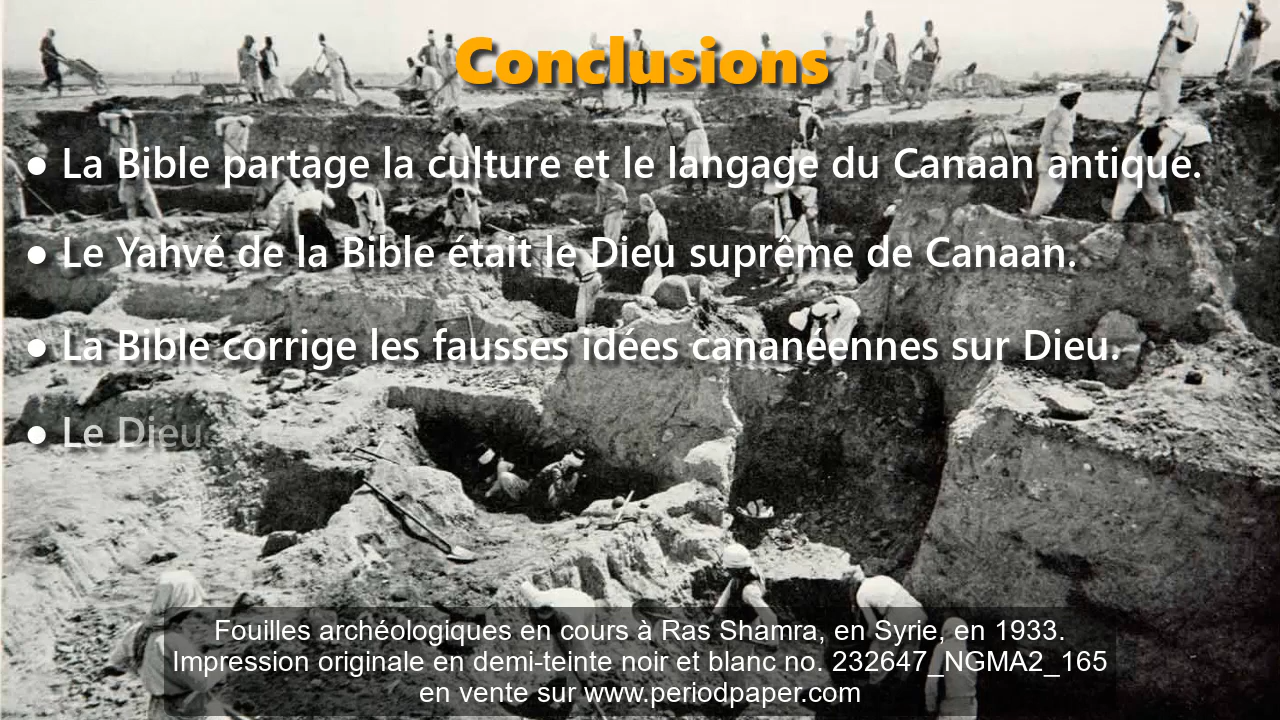 Conclusions
● La Bible partage la culture et le langage du Canaan antique.
● Le Yahvé de la Bible était le Dieu suprême de Canaan.
● La Bible corrige les fausses idées cananéennes sur Dieu.
● Le Dieu
Fouilles archéologiques en cours à Ras Shamra, en Syrie, en 1933.
Impression originale en demi-teinte noir et blanc no. 232647_NGMA2_165
en vente sur www.periodpaper.com